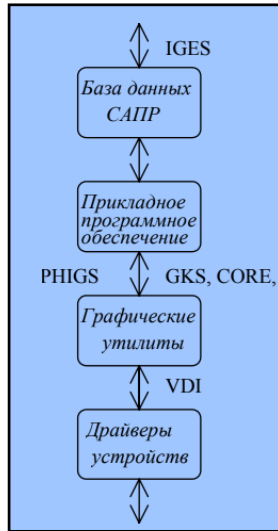 IGES
База данных
САПР
Прикладное
программное
обеспечение
PHIGS GKS, CORE,
Графические
утилиты
VDI
Драйверы
устройств